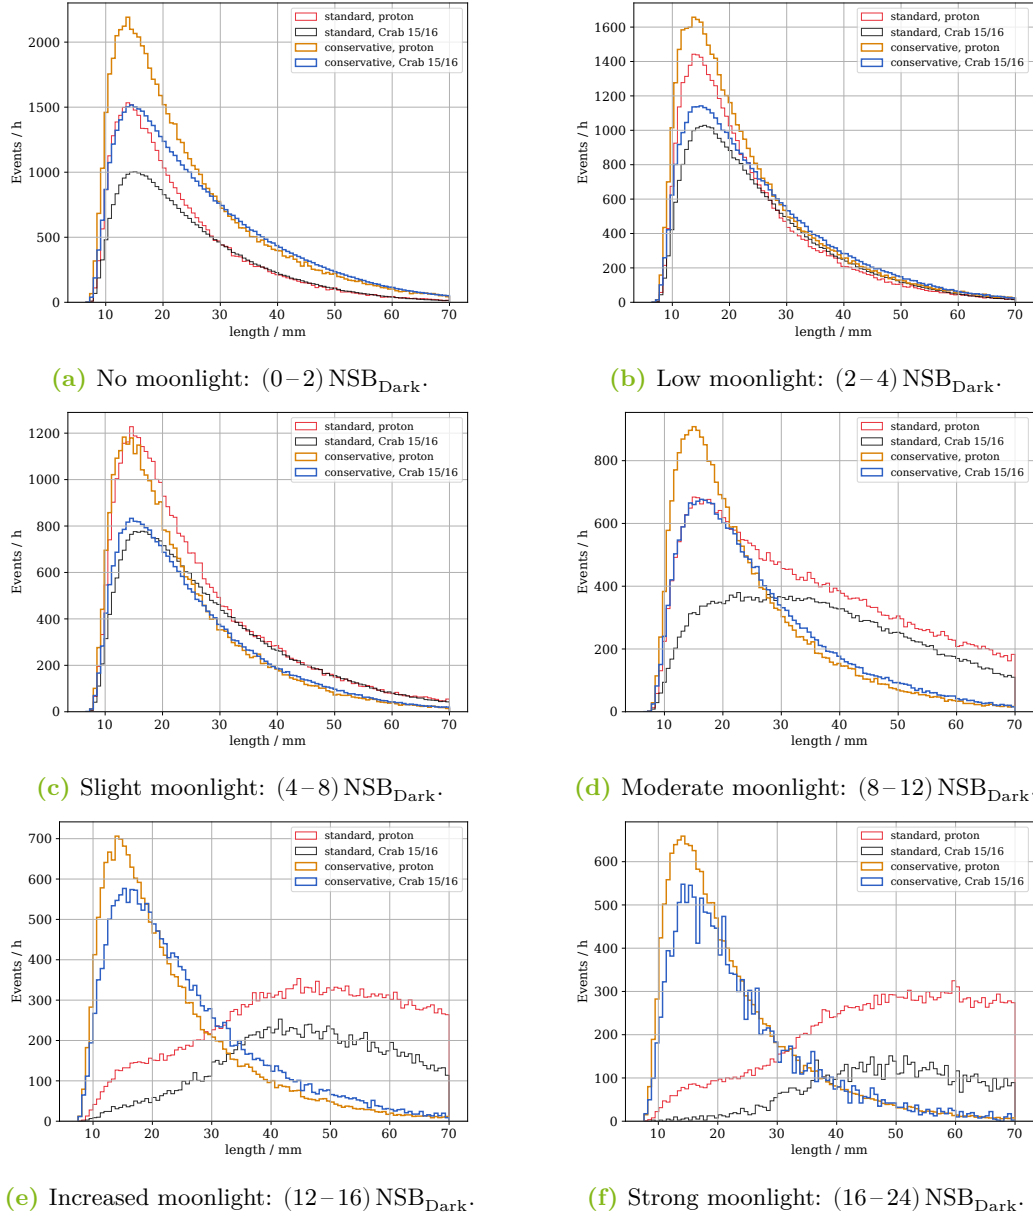 standard, proton
standard, Crab 15/16
conservative, proton
conservative, Crab 15/16
Events / h
2000
1500
1000
500
0
10 20 30 40 50 60 70
length / mm
(a) No moonlight: (0–2) NSB_Dark.
standard, proton
standard, Crab 15/16
conservative, proton
conservative, Crab 15/16
Events / h
1600
1400
1200
1000
800
600
400
200
0
10 20 30 40 50 60 70
length / mm
(b) Low moonlight: (2–4) NSB_Dark.
standard, proton
standard, Crab 15/16
conservative, proton
conservative, Crab 15/16
Events / h
1200
1000
800
600
400
200
0
10 20 30 40 50 60 70
length / mm
(c) Slight moonlight: (4–8) NSB_Dark.
standard, proton
standard, Crab 15/16
conservative, proton
conservative, Crab 15/16
Events / h
800
600
400
200
0
10 20 30 40 50 60 70
length / mm
(d) Moderate moonlight: (8–12) NSB_Dark.
standard, proton
standard, Crab 15/16
conservative, proton
conservative, Crab 15/16
Events / h
700
600
500
400
300
200
100
0
10 20 30 40 50 60 70
length / mm
(e) Increased moonlight: (12–16) NSB_Dark.
standard, proton
standard, Crab 15/16
conservative, proton
conservative, Crab 15/16
Events / h
600
500
400
300
200
100
0
10 20 30 40 50 60 70
length / mm
(f) Strong moonlight: (16–24) NSB_Dark.